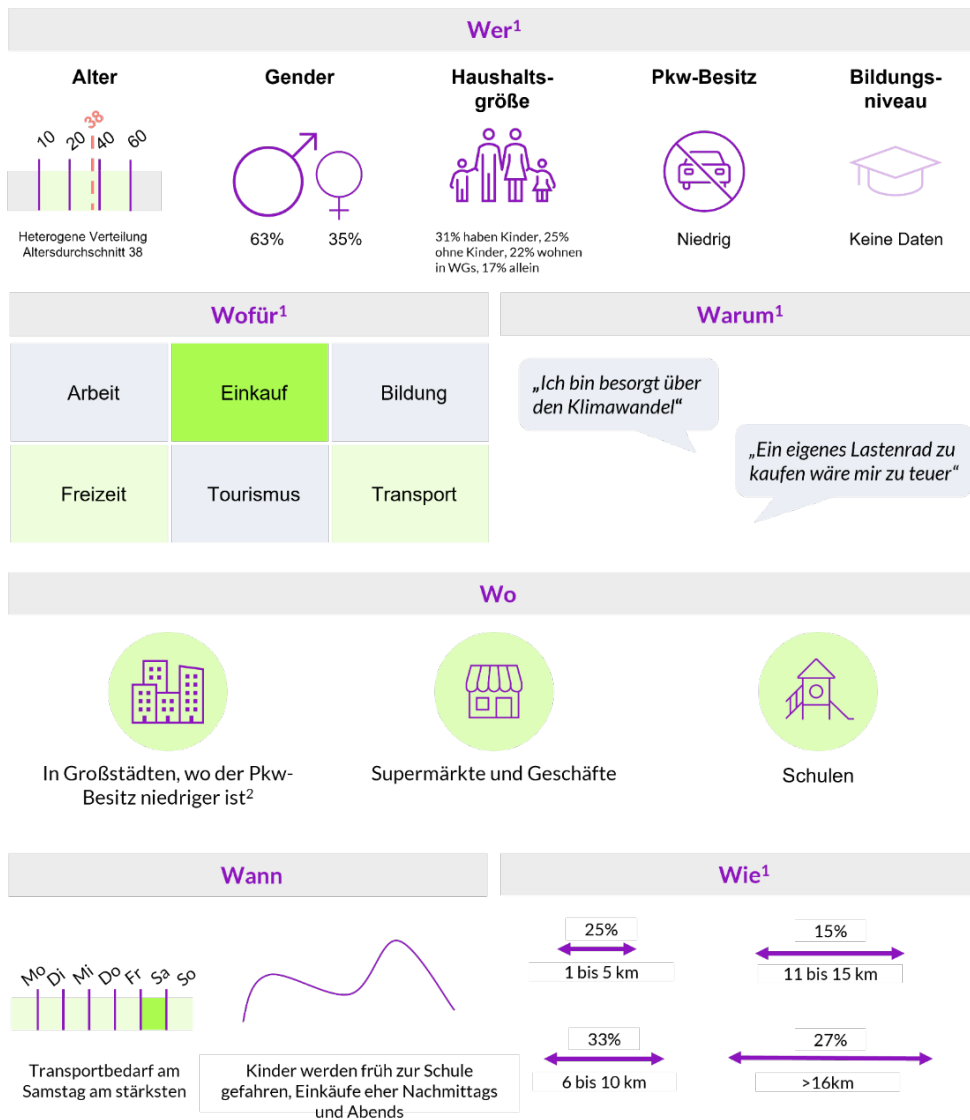 Wer¹
Alter
Gender
Haushalts-
größe
Pkw-Besitz
Bildungs-
niveau
10
20
38
40
60
Heterogene Verteilung
Altersdurchschnitt 38
63%
35%
31% haben Kinder, 25%
ohne Kinder, 22% wohnen
in WGs, 17% allein
Niedrig
Keine Daten
Wofür¹
Arbeit
Einkauf
Bildung
Freizeit
Tourismus
Transport
Warum¹
„Ich bin besorgt über
den Klimawandel“
„Ein eigenes Lastenrad zu
kaufen wäre mir zu teuer“
Wo
In Großstädten, wo der Pkw-
Besitz niedriger ist²
Supermärkte und Geschäfte
Schulen
Wann
Mo
Di
Mi
Do
Fr
Sa
So
Transportbedarf am
Samstag am stärksten
Kinder werden früh zur Schule
gefahren, Einkäufe eher Nachmittags
und Abends
Wie¹
25%
1 bis 5 km
15%
11 bis 15 km
33%
6 bis 10 km
27%
>16km